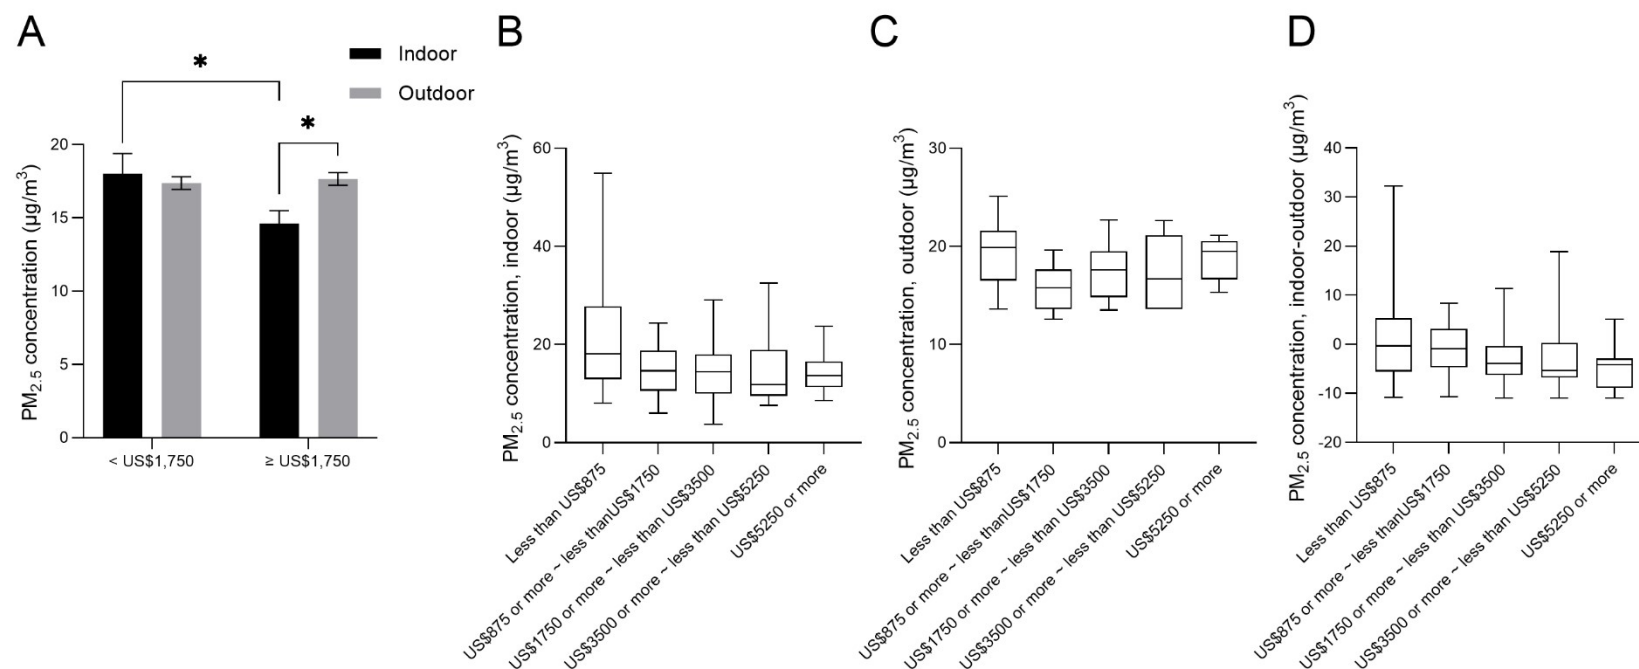 A
Indoor
Outdoor
*
*
PM2.5 concentration (µg/m3)
20
15
10
5
0
< US$1,750
≥ US$1,750
B
PM2.5 concentration, indoor (µg/m3)
60
40
20
0
Less than US$875
US$875 or more ~ less thanUS$1750
US$1750 or more ~ less than US$3500
US$3500 or more ~ less than US$5250
US$5250 or more
C
PM2.5 concentration, outdoor (µg/m3)
30
20
10
0
Less than US$875
US$875 or more ~ less thanUS$1750
US$1750 or more ~ less than US$3500
US$3500 or more ~ less than US$5250
US$5250 or more
D
PM2.5 concentration, indoor-outdoor (µg/m3)
40
30
20
10
0
-10
-20
Less than US$875
US$875 or more ~ less thanUS$1750
US$1750 or more ~ less than US$3500
US$3500 or more ~ less than US$5250
US$5250 or more